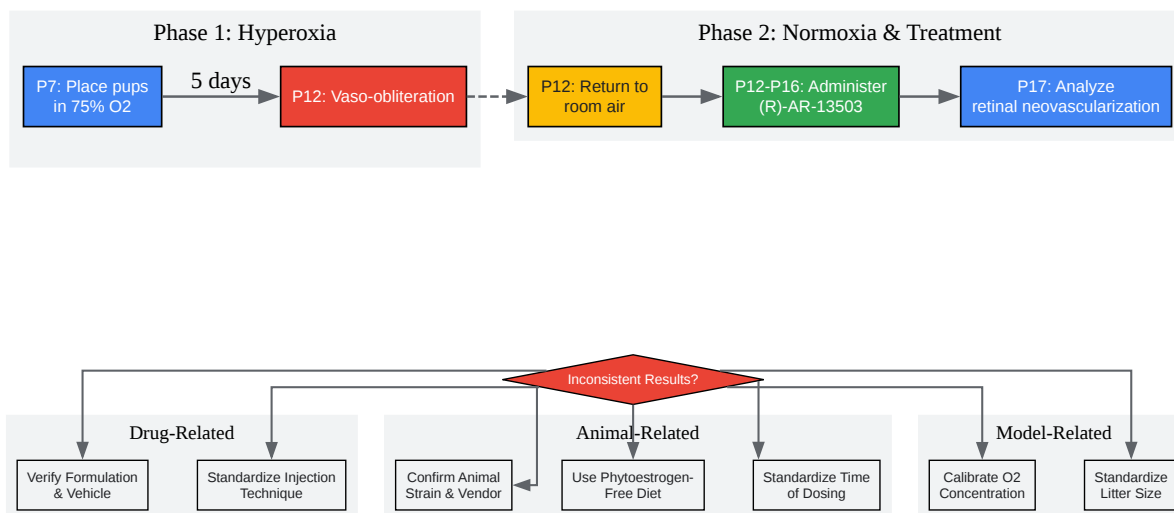 Phase 1: Hyperoxia
Phase 2: Normoxia & Treatment
P7: Place pups
in 75% O2
5 days
P12: Vaso-obliteration
P12: Return to
room air
P12-P16: Administer
(R)-AR-13503
P17: Analyze
retinal neovascularization
Inconsistent Results?
Drug-Related
Animal-Related
Model-Related
Verify Formulation
& Vehicle
Standardize Injection
Technique
Confirm Animal
Strain & Vendor
Use Phytoestrogen-
Free Diet
Standardize Time
of Dosing
Calibrate O2
Concentration
Standardize
Litter Size